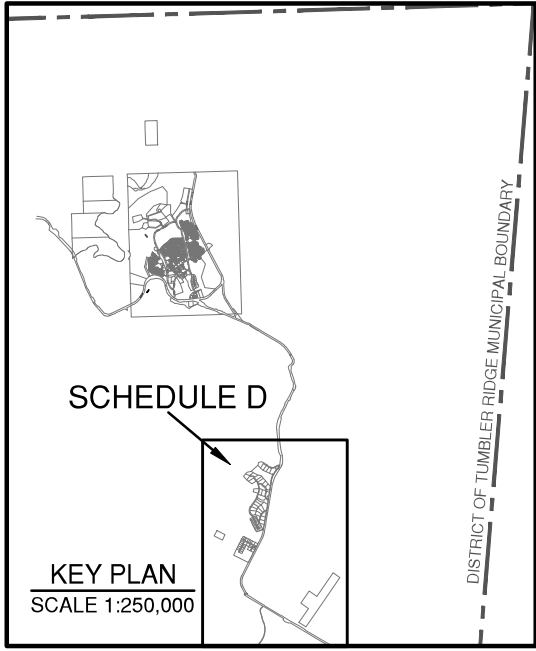 SCHEDULE D
KEY PLAN
SCALE 1:250,000
DISTRICT OF TUMBLER RIDGE MUNICIPAL BOUNDARY